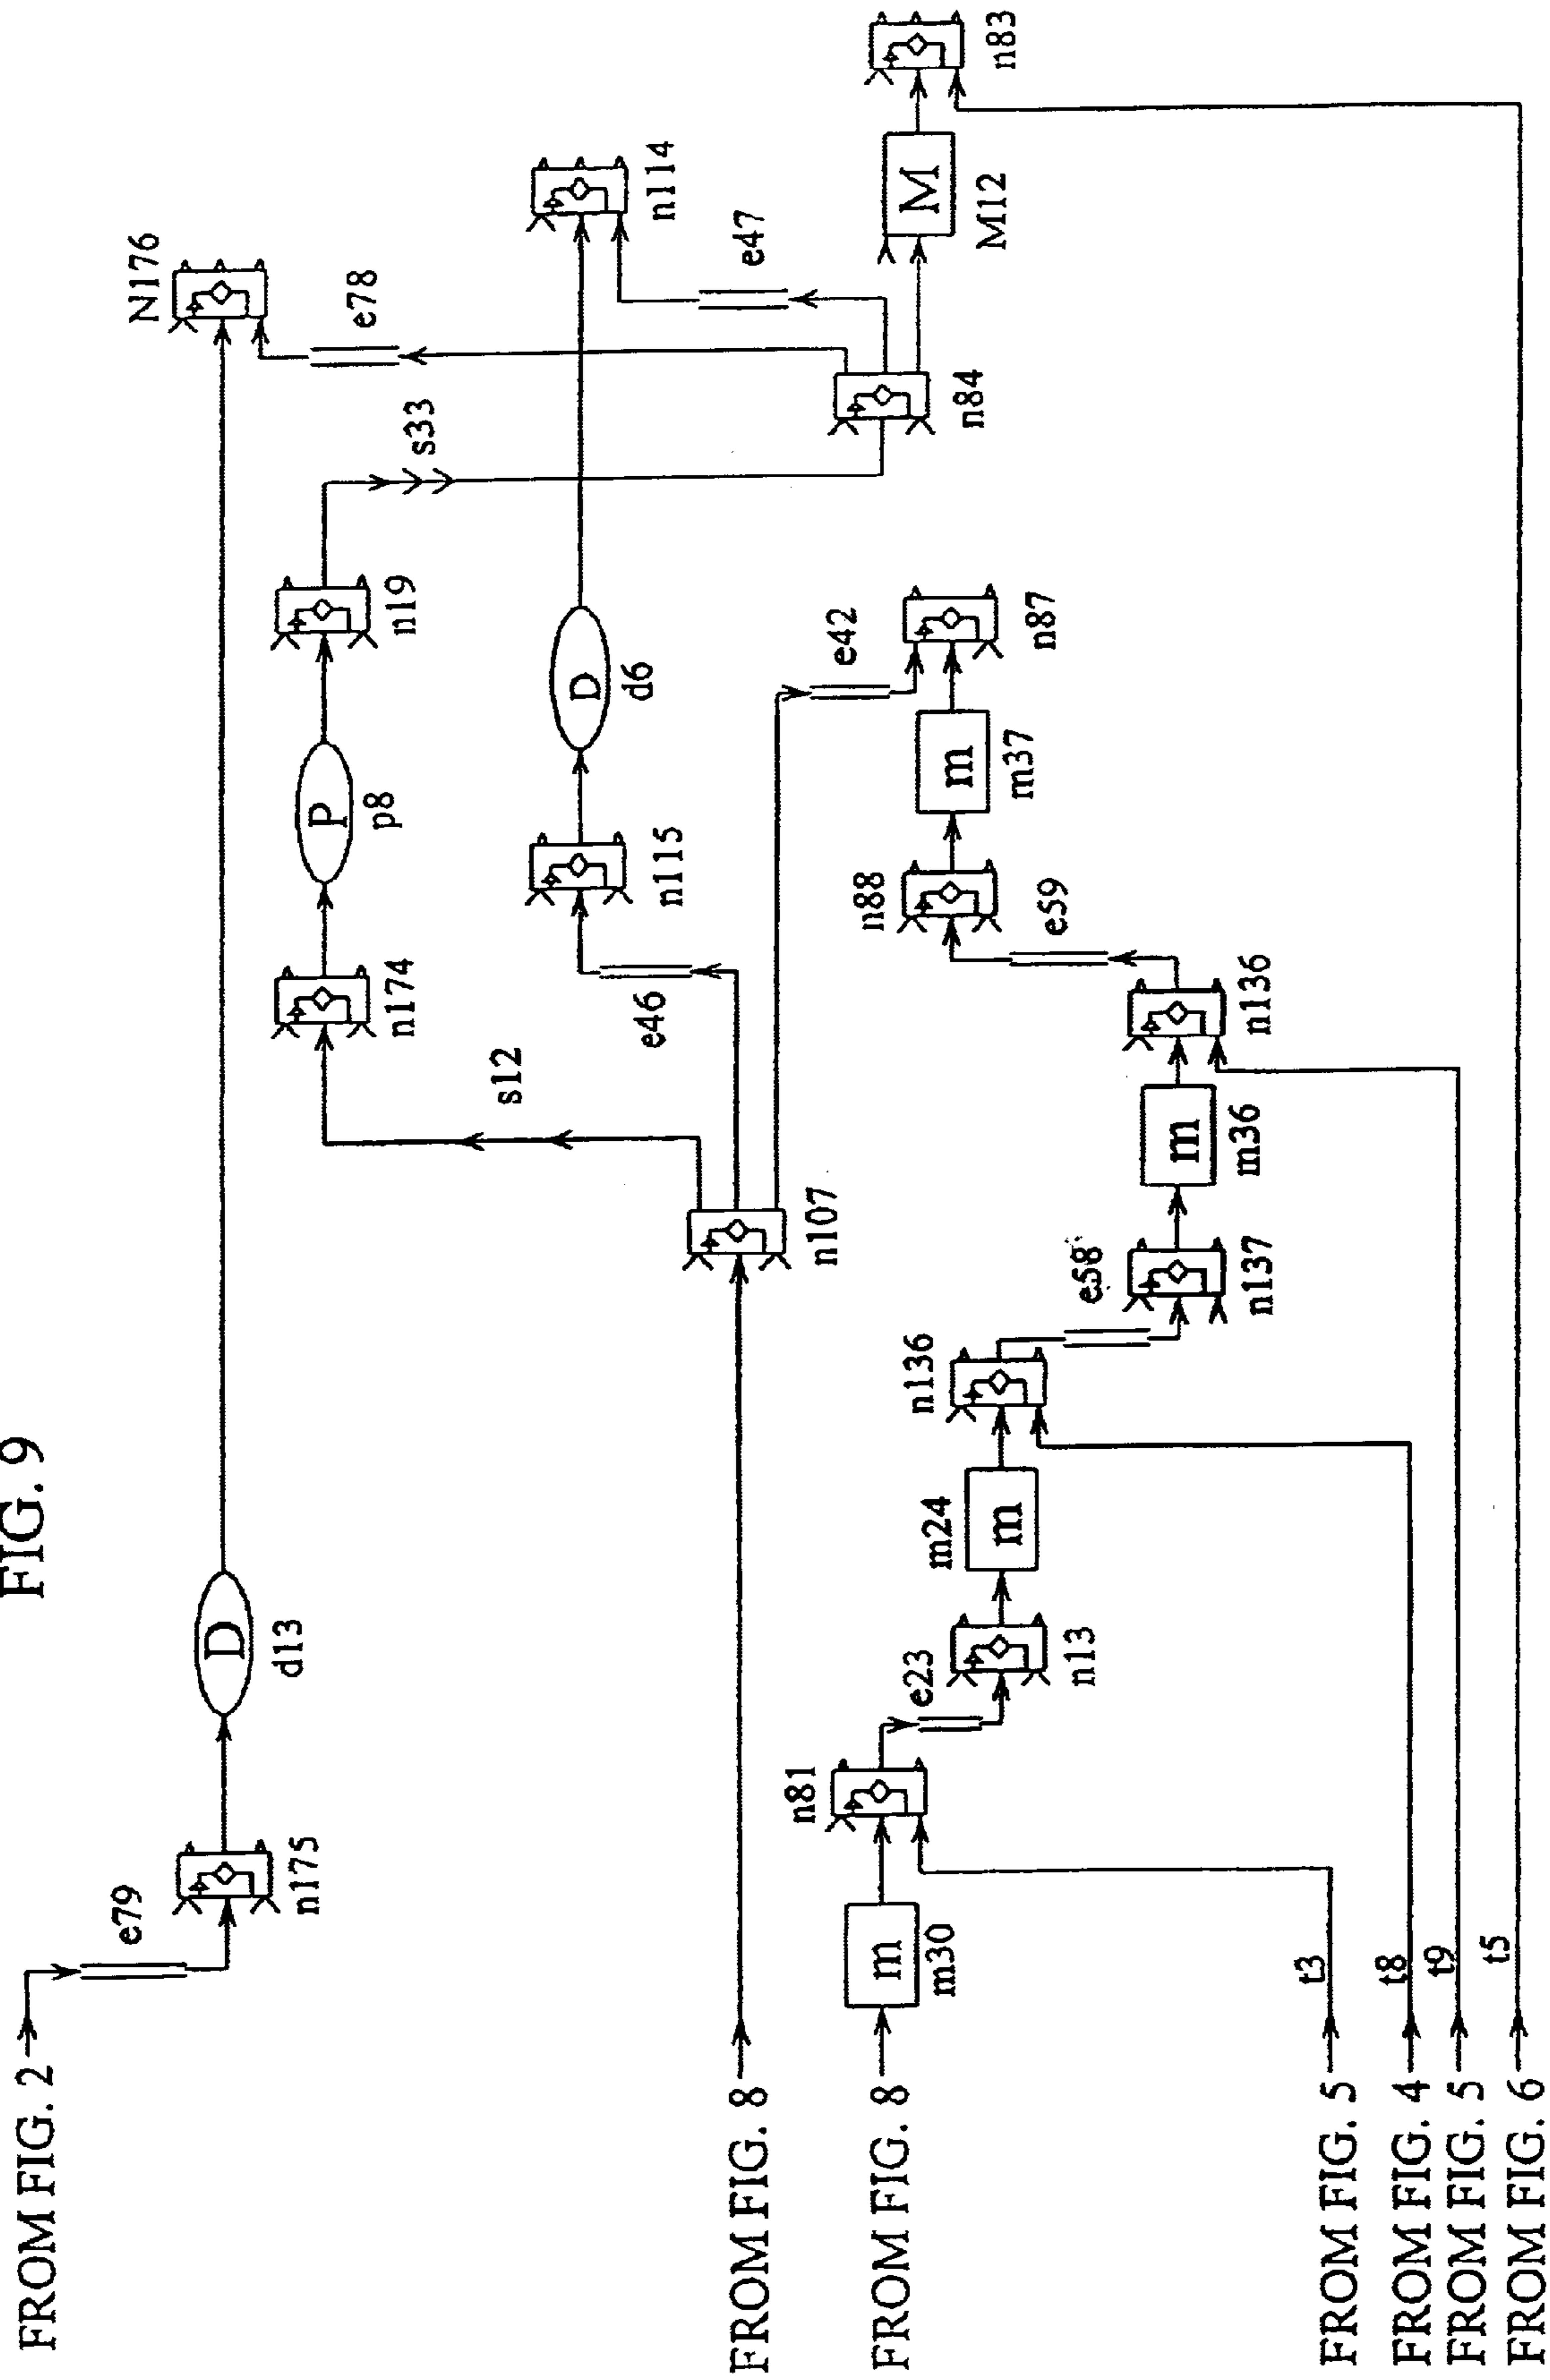 FIG. 9
FROM FIG. 2
e79
n175
D
d13
N176
e78
n174
P
p8
n19
s33
s12
e46
n115
D
d6
n114
e47
n84
M
M12
n83
FROM FIG. 8
n107
e42
n87
m
m37
n88
e59
n136
m
m36
n137
e58
n136
m
m24
n13
e23
n81
m
m30
FROM FIG. 8
FROM FIG. 5
t3
FROM FIG. 4
t8
FROM FIG. 5
t9
FROM FIG. 6
t5